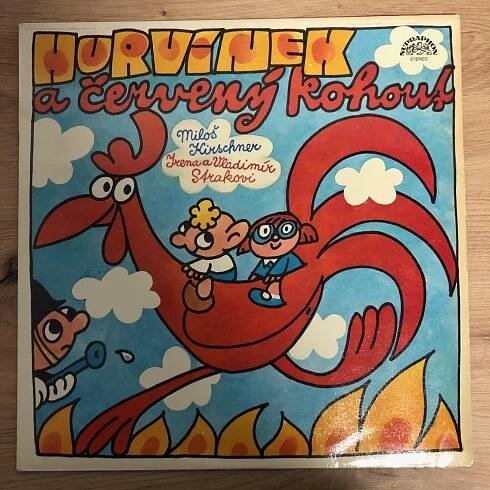 HURVÍNEK
a červený kohout
SUPRAPHON
STEREO
Miloš
Kirschner
Irena a Vladimír
Strakovi